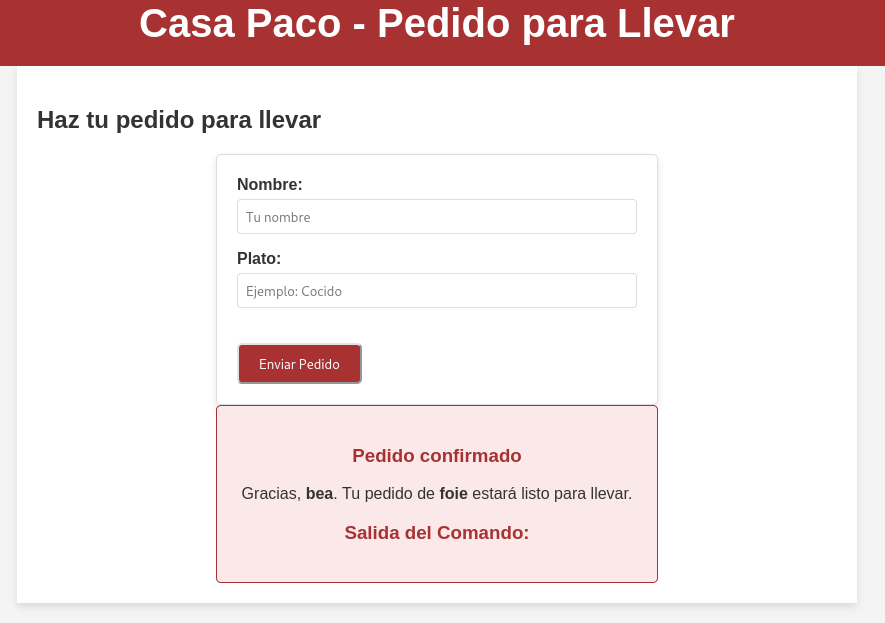 Casa Paco - Pedido para Llevar
Haz tu pedido para llevar
Nombre:
Tu nombre
Plato:
Ejemplo: Cocido
Enviar Pedido
Pedido confirmado
Gracias, bea. Tu pedido de foie estará listo para llevar.
Salida del Comando: